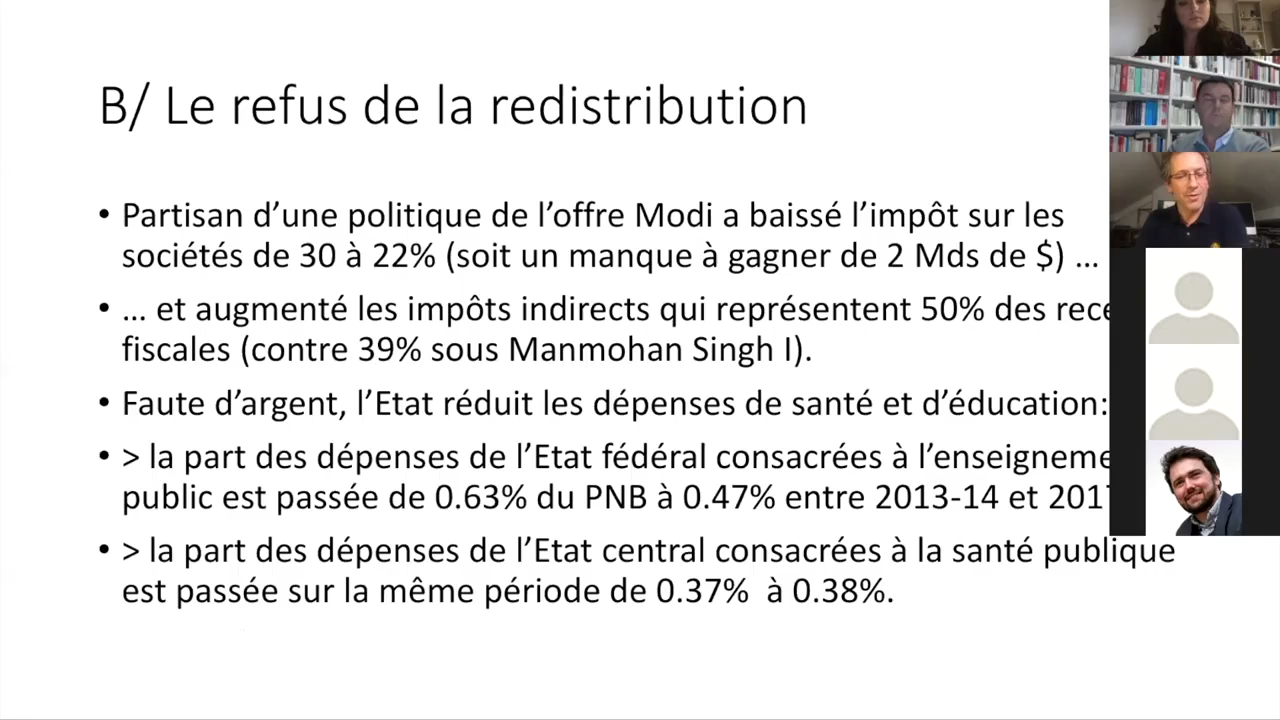 B/ Le refus de la redistribution
• Partisan d’une politique de l’offre Modi a baissé l’impôt sur les
sociétés de 30 à 22% (soit un manque à gagner de 2 Mds de $) ...
• ... et augmenté les impôts indirects qui représentent 50% des
fiscales (contre 39% sous Manmohan Singh I).
• Faute d’argent, l’Etat réduit les dépenses de santé et d’éducation:
• > la part des dépenses de l’Etat fédéral consacrées à
public est passée de 0.63% du PNB à 0.47% entre 2013-14 et
• > la part des dépenses de l’Etat central consacrées à la santé publique
est passée sur la même période de 0.37% à 0.38%.